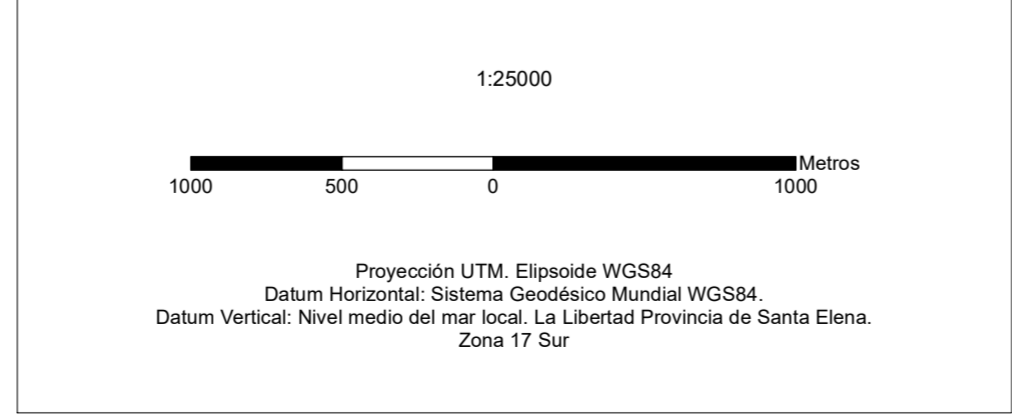 1:25000
Metros
1000 500 0 1000
Proyección UTM. Elipsoide WGS84
Datum Horizontal: Sistema Geodésico Mundial WGS84.
Datum Vertical: Nivel medio del mar local. La Libertad Provincia de Santa Elena.
Zona 17 Sur